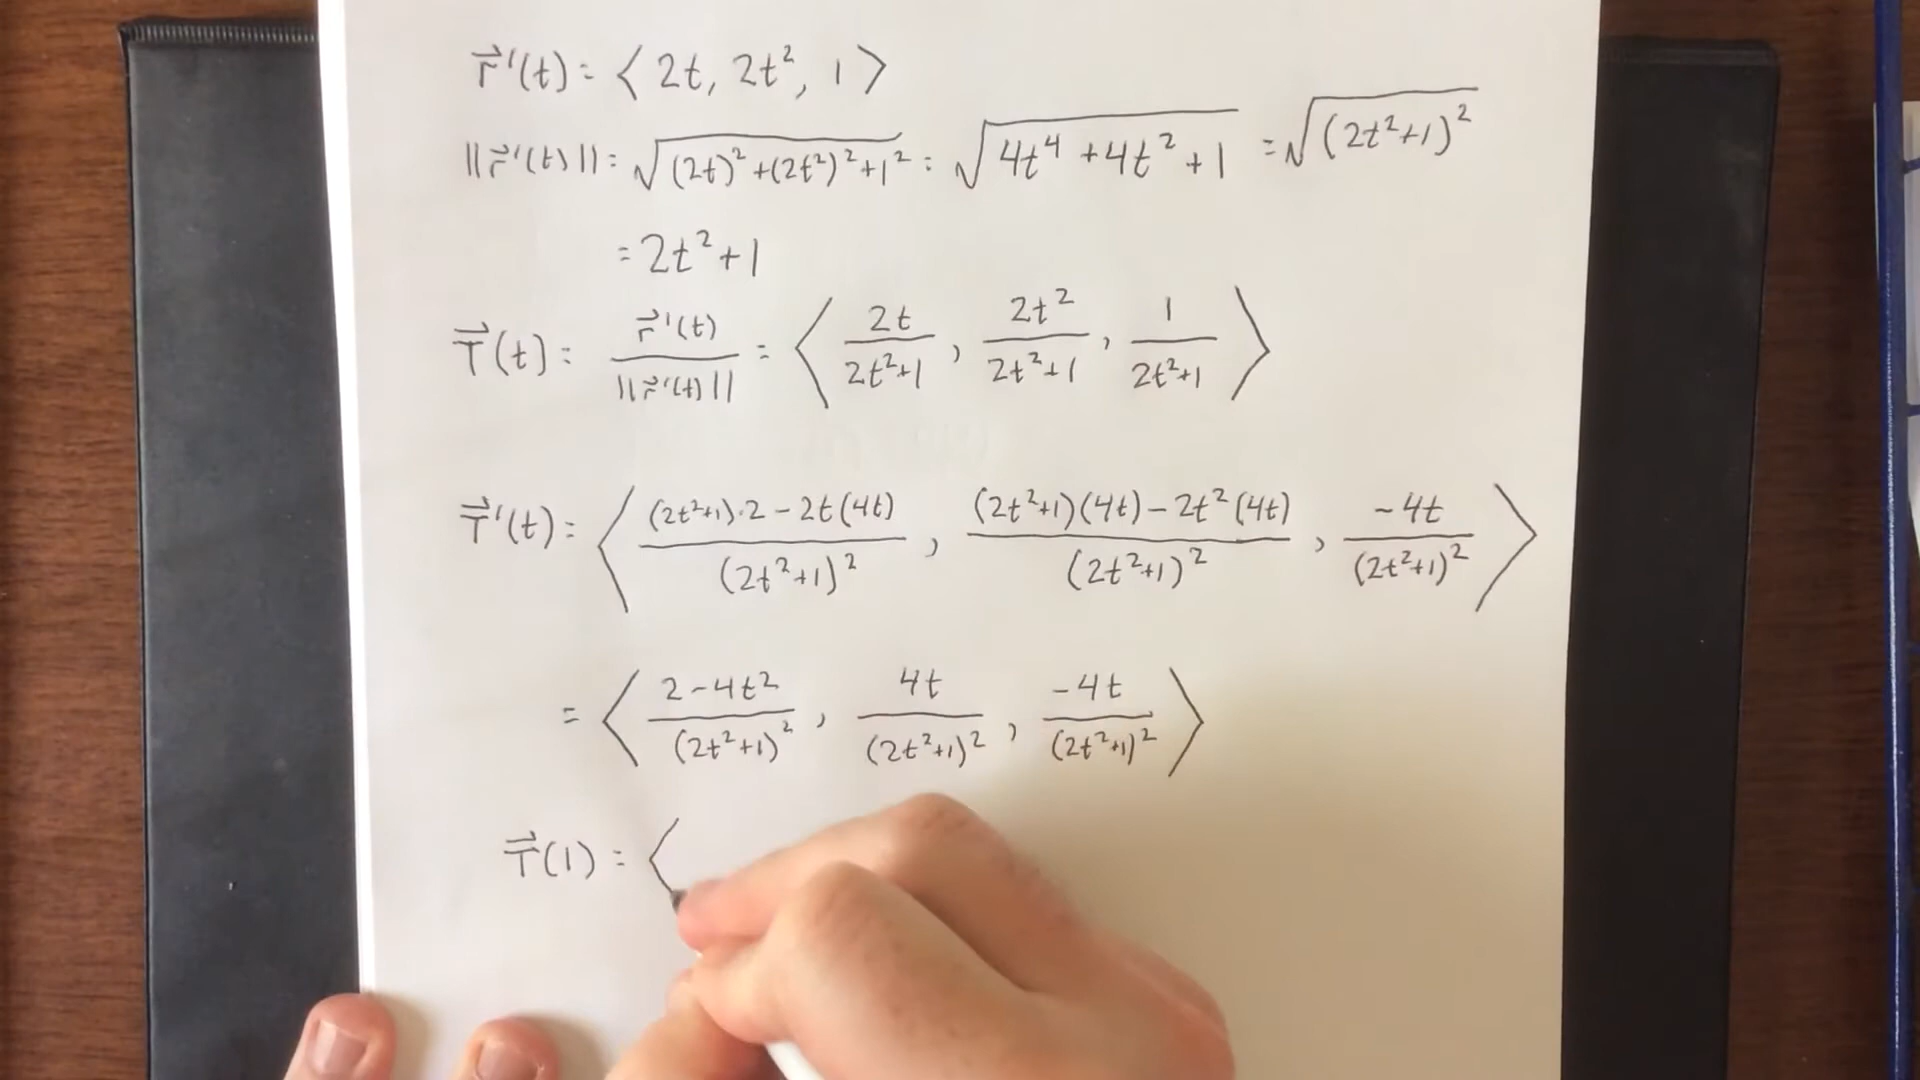 r⃗'(t) = ⟨2t, 2t², 1⟩
||r⃗'(t)|| = √((2t)²+(2t²)²+1²) = √(4t⁴+4t²+1) = √((2t²+1)²)
= 2t²+1
T⃗(t) = r⃗'(t)/||r⃗'(t)|| = ⟨2t/(2t²+1), 2t²/(2t²+1), 1/(2t²+1)⟩
T⃗'(t) = ⟨((2t²+1)·2 − 2t(4t))/(2t²+1)², ((2t²+1)(4t) − 2t²(4t))/(2t²+1)², −4t/(2t²+1)²⟩
= ⟨(2−4t²)/(2t²+1)², 4t/(2t²+1)², −4t/(2t²+1)²⟩
T⃗(1) = ⟨